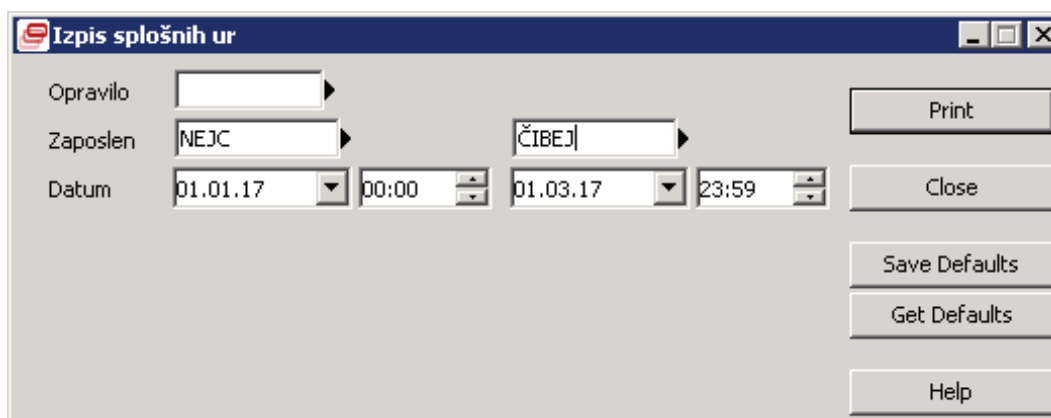 Izpis splošnih ur
Opravilo
Print
Zaposlen NEJC ČIBEJ
Datum 01.01.17 00:00 01.03.17 23:59
Close
Save Defaults
Get Defaults
Help